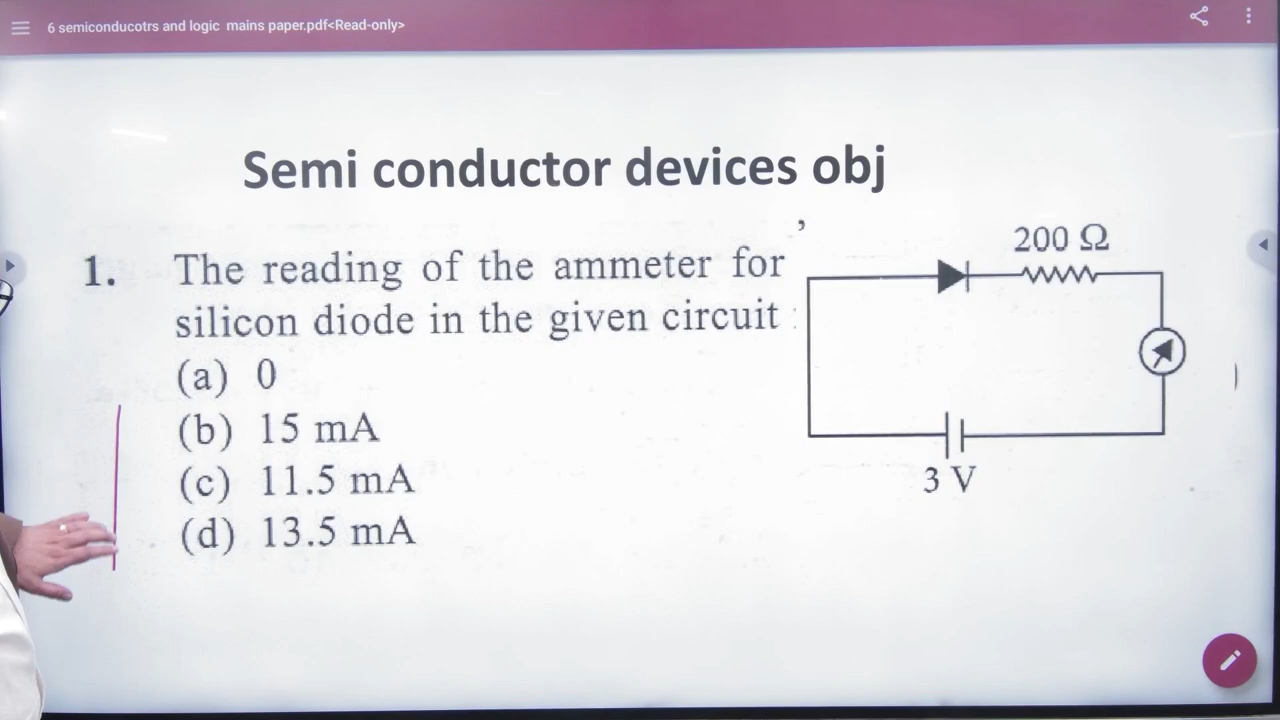 6 semiconducotrs and logic mains paper.pdf<Read-only>
Semi conductor devices obj
1. The reading of the ammeter for
silicon diode in the given circuit :
(a) 0
(b) 15 mA
(c) 11.5 mA
(d) 13.5 mA
200 Ω
3 V